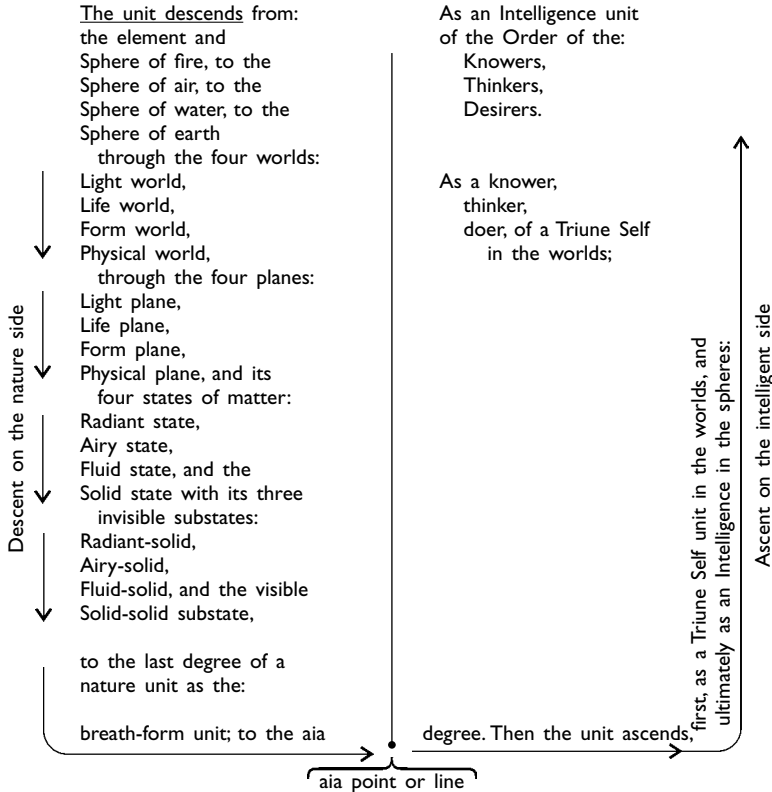 The unit descends from:
the element and
Sphere of fire, to the
Sphere of air, to the
Sphere of water, to the
Sphere of earth
through the four worlds:
Light world,
Life world,
Form world,
Physical world,
through the four planes:
Light plane,
Life plane,
Form plane,
Physical plane, and its
four states of matter:
Radiant state,
Airy state,
Fluid state, and the
Solid state with its three
invisible substates:
Radiant-solid,
Airy-solid,
Fluid-solid, and the visible
Solid-solid substate,
to the last degree of a
nature unit as the:
breath-form unit; to the aia
Descent on the nature side
aia point or line
degree. Then the unit ascends,
first, as a Triune Self unit in the worlds, and
ultimately as an Intelligence in the spheres:
Ascent on the intelligent side
As a knower,
thinker,
doer, of a Triune Self
in the worlds;
As an Intelligence unit
of the Order of the:
Knowers,
Thinkers,
Desirers.